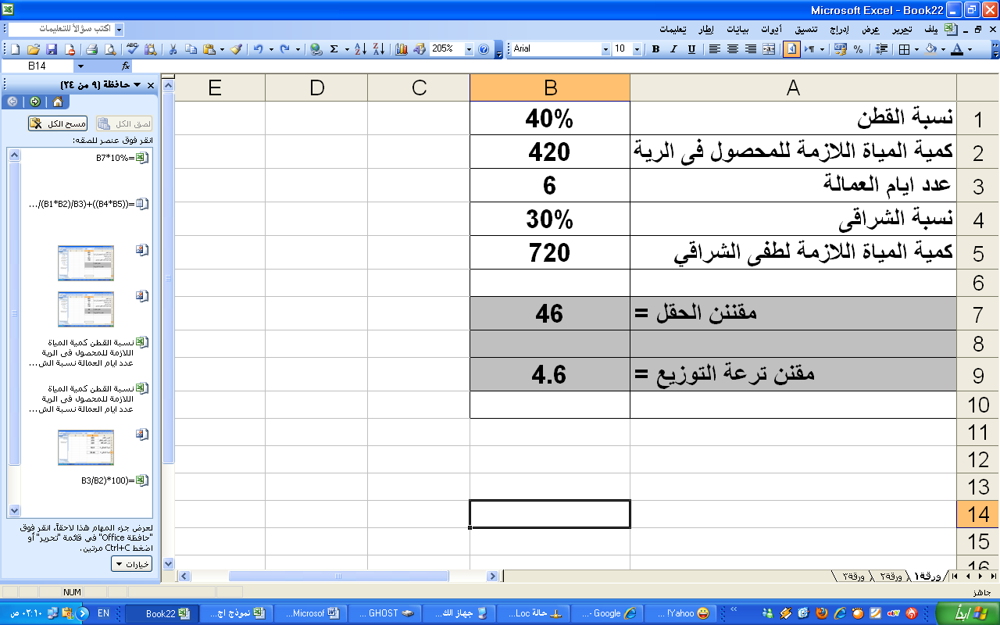 Microsoft Excel - Book22
ملف تحرير عرض إدراج تنسيق أدوات بيانات إطار تعليمات
اكتب سؤالاً للتعليمات
205%
Arial 10
B14 fx
حافظة (٩ من ٢٤)
لصق الكل مسح الكل
انقر فوق عنصر للصقه:
B7*10%=
.../(B1*B2)/B3)+((B4*B5))=
نسبة القطن كمية المياة
اللازمة للمحصول فى الرية
عدد ايام العمالة نسبة الش...
نسبة القطن كمية المياة
اللازمة للمحصول فى الرية
عدد ايام العمالة نسبة الش...
B3/B2)*100)=
لعرض جزء المهام هذا لاحقاً، انقر فوق
"حافظة Office" في قائمة "تحرير" أو
اضغط Ctrl+C مرتين.
خيارات
A B C D E
1 نسبة القطن 40%
2 كمية المياة اللازمة للمحصول فى الرية 420
3 عدد ايام العمالة 6
4 نسبة الشراقى 30%
5 كمية المياة اللازمة لطفى الشراقي 720
6
7 مقننن الحقل = 46
8
9 مقنن ترعة التوزيع = 4.6
10
11
12
13
14
15
16
ورقة١ ورقة٢ ورقة٣
جاهز
NUM
ابدأ
Yahoo! ...
Google - ...
حالة Loc...
جهاز الك...
GHOST ...
Microsof...
نموذج اج...
Book22
EN
٠٢:١٠ ص